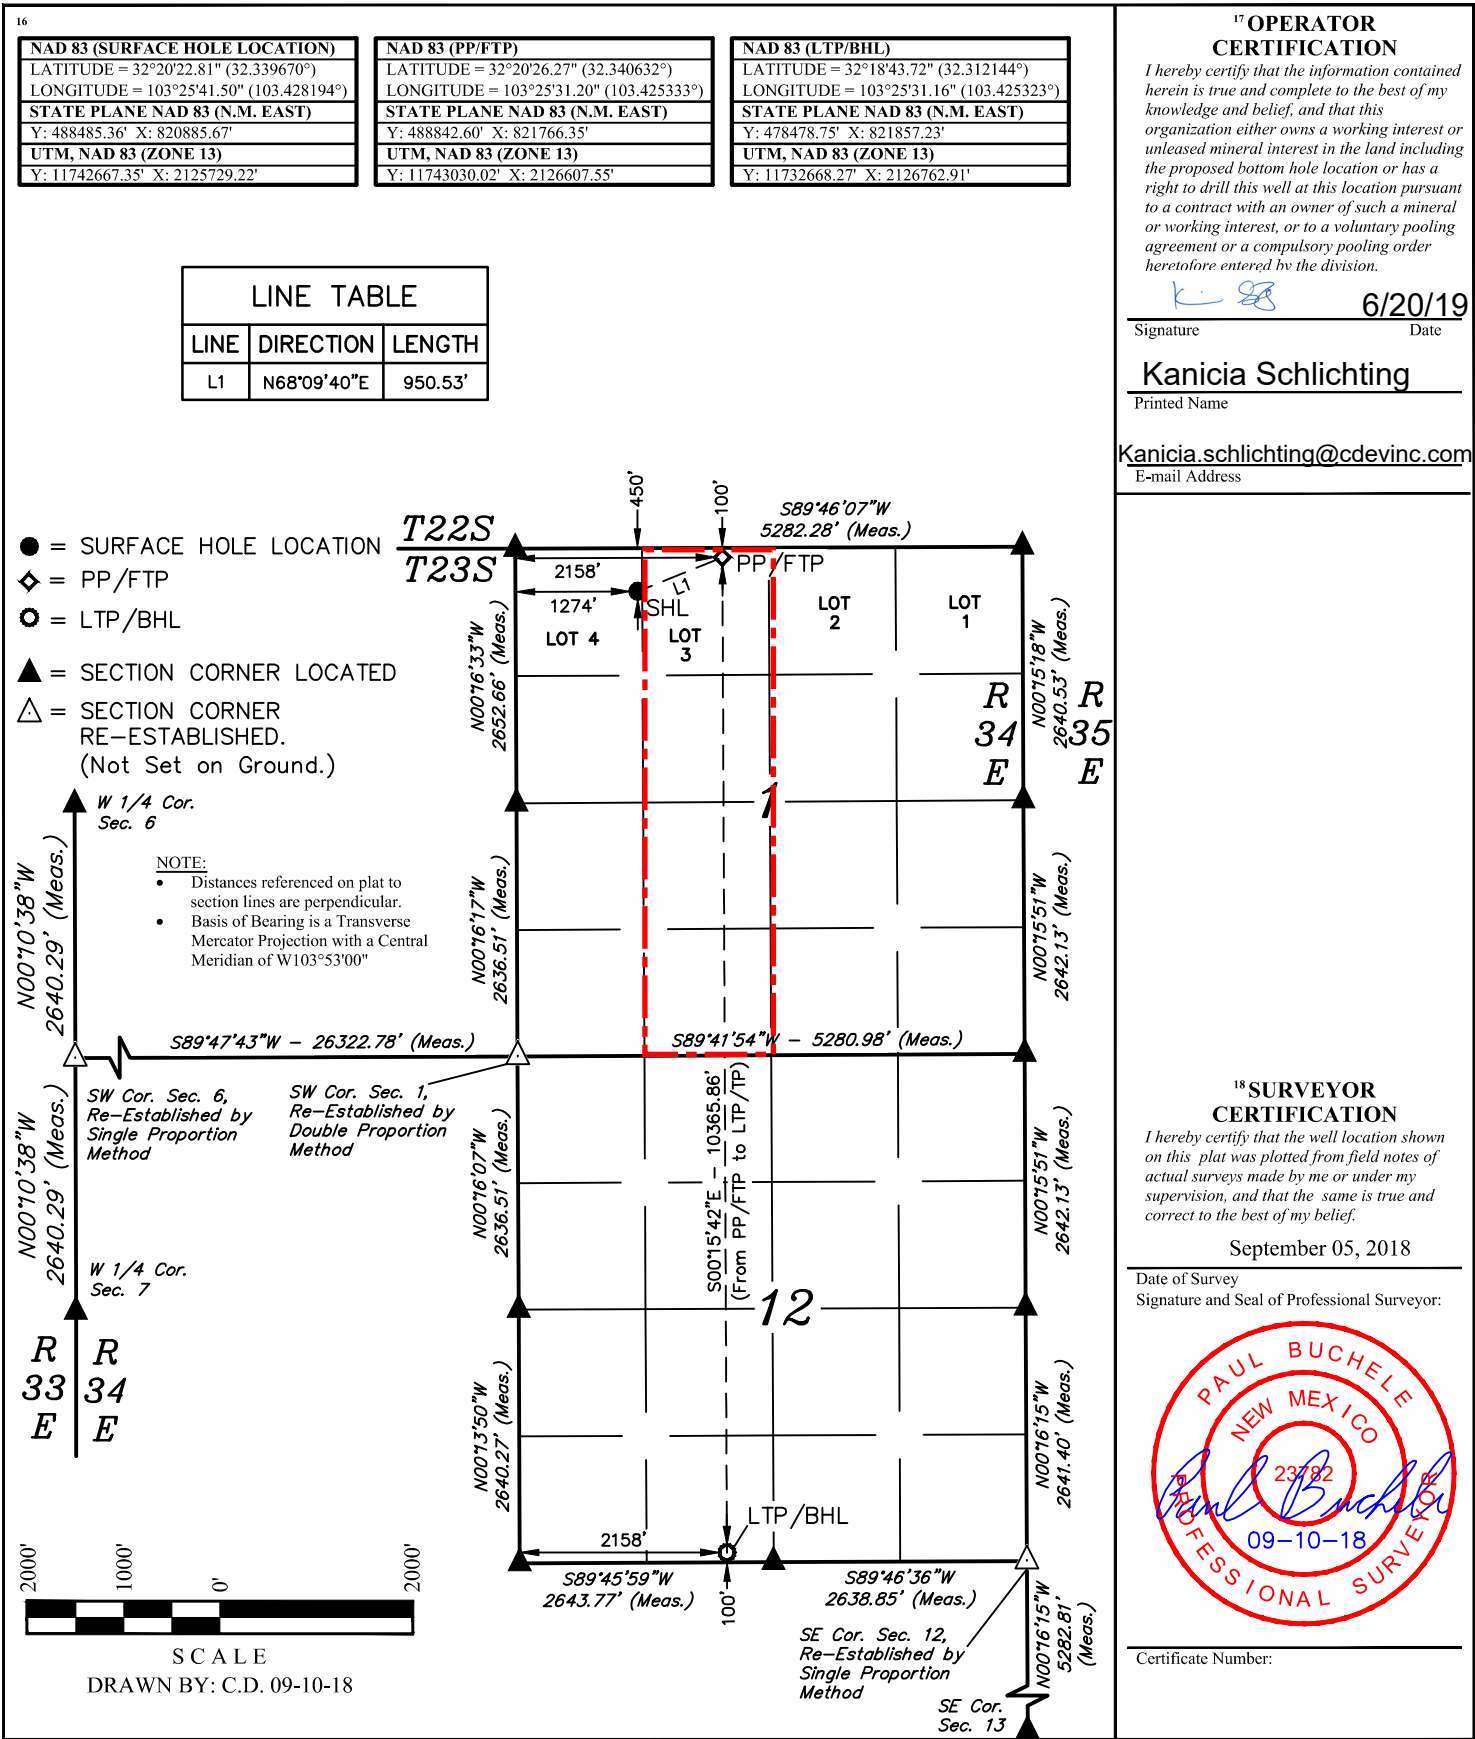 16
NAD 83 (SURFACE HOLE LOCATION)
LATITUDE = 32°20'22.81" (32.339670°)
LONGITUDE = 103°25'41.50" (103.428194°)
STATE PLANE NAD 83 (N.M. EAST)
Y: 488485.36' X: 820885.67'
UTM, NAD 83 (ZONE 13)
Y: 11742667.35' X: 2125729.22'
NAD 83 (PP/FTP)
LATITUDE = 32°20'26.27" (32.340632°)
LONGITUDE = 103°25'31.20" (103.425333°)
STATE PLANE NAD 83 (N.M. EAST)
Y: 488842.60' X: 821766.35'
UTM, NAD 83 (ZONE 13)
Y: 11743030.02' X: 2126607.55'
NAD 83 (LTP/BHL)
LATITUDE = 32°18'43.72" (32.312144°)
LONGITUDE = 103°25'31.16" (103.425323°)
STATE PLANE NAD 83 (N.M. EAST)
Y: 478478.75' X: 821857.23'
UTM, NAD 83 (ZONE 13)
Y: 11732668.27' X: 2126762.91'
LINE TABLE
LINE DIRECTION LENGTH
L1 N68°09'40"E 950.53'
= SURFACE HOLE LOCATION
= PP/FTP
= LTP/BHL
= SECTION CORNER LOCATED
= SECTION CORNER
RE-ESTABLISHED.
(Not Set on Ground.)
W 1/4 Cor.
Sec. 6
NOTE:
• Distances referenced on plat to
section lines are perpendicular.
• Basis of Bearing is a Transverse
Mercator Projection with a Central
Meridian of W103°53'00"
N00°10'38"W
2640.29' (Meas.)
S89°47'43"W – 26322.78' (Meas.)
SW Cor. Sec. 6,
Re-Established by
Single Proportion
Method
SW Cor. Sec. 1,
Re-Established by
Double Proportion
Method
N00°10'38"W
2640.29' (Meas.)
W 1/4 Cor.
Sec. 7
R R
33 34
E E
T22S
T23S
450'
100'
S89°46'07"W
5282.28' (Meas.)
2158'
PP/FTP
L1
1274'
SHL
LOT 4
LOT
3
LOT
2
LOT
1
N00°16'33"W
2652.66' (Meas.)
N00°15'18"W
2640.53' (Meas.)
R R
34 35
E E
1
N00°16'17"W
2636.51' (Meas.)
N00°15'51"W
2642.13' (Meas.)
S89°41'54"W – 5280.98' (Meas.)
S00°15'42"E - 10365.86'
(From PP/FTP to LTP/TP)
N00°16'07"W
2636.51' (Meas.)
N00°15'51"W
2642.13' (Meas.)
12
N00°13'50"W
2640.27' (Meas.)
N00°16'15"W
2641.40' (Meas.)
LTP/BHL
2158'
S89°45'59"W
2643.77' (Meas.)
100'
S89°46'36"W
2638.85' (Meas.)
SE Cor. Sec. 12,
Re-Established by
Single Proportion
Method
N00°16'15"W
5282.81'
(Meas.)
SE Cor.
Sec. 13
2000' 1000' 0' 2000'
SCALE
DRAWN BY: C.D. 09-10-18
17 OPERATOR
CERTIFICATION
I hereby certify that the information contained
herein is true and complete to the best of my
knowledge and belief, and that this
organization either owns a working interest or
unleased mineral interest in the land including
the proposed bottom hole location or has a
right to drill this well at this location pursuant
to a contract with an owner of such a mineral
or working interest, or to a voluntary pooling
agreement or a compulsory pooling order
heretofore entered by the division.
6/20/19
Signature Date
Kanicia Schlichting
Printed Name
Kanicia.schlichting@cdevinc.com
E-mail Address
18 SURVEYOR
CERTIFICATION
I hereby certify that the well location shown
on this plat was plotted from field notes of
actual surveys made by me or under my
supervision, and that the same is true and
correct to the best of my belief.
September 05, 2018
Date of Survey
Signature and Seal of Professional Surveyor:
PAUL BUCHELE
NEW MEXICO
23782
Paul Buchele
09-10-18
PROFESSIONAL SURVEYOR
Certificate Number: